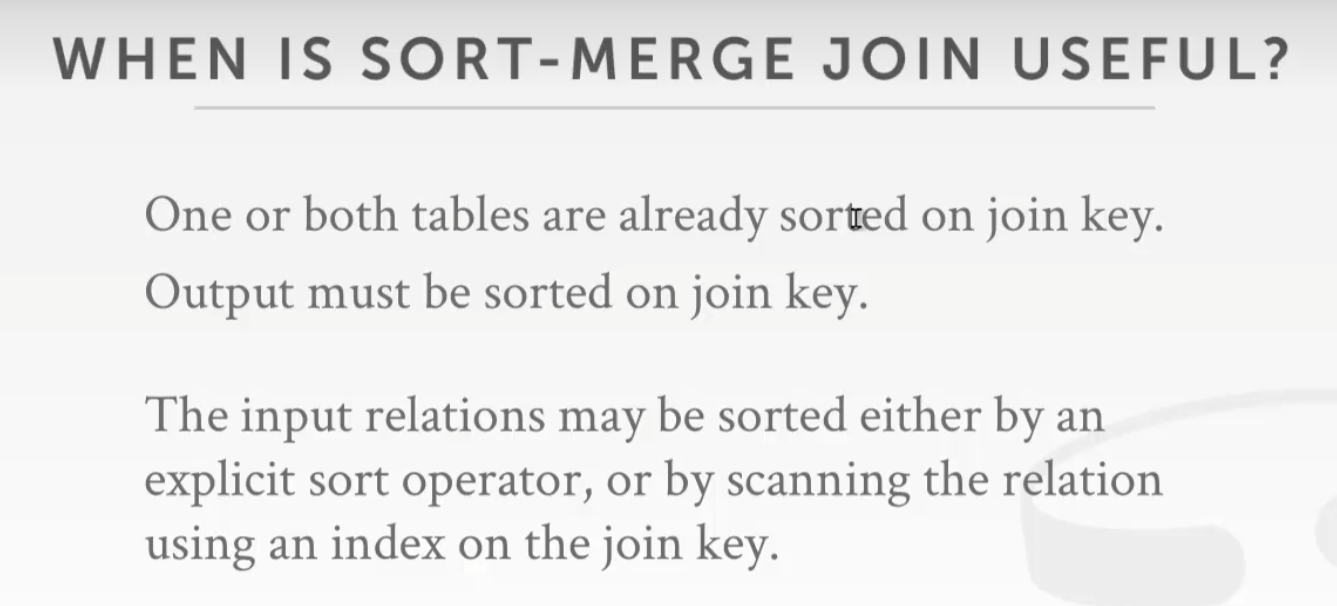 WHEN IS SORT-MERGE JOIN USEFUL?
One or both tables are already sorted on join key.
Output must be sorted on join key.
The input relations may be sorted either by an
explicit sort operator, or by scanning the relation
using an index on the join key.